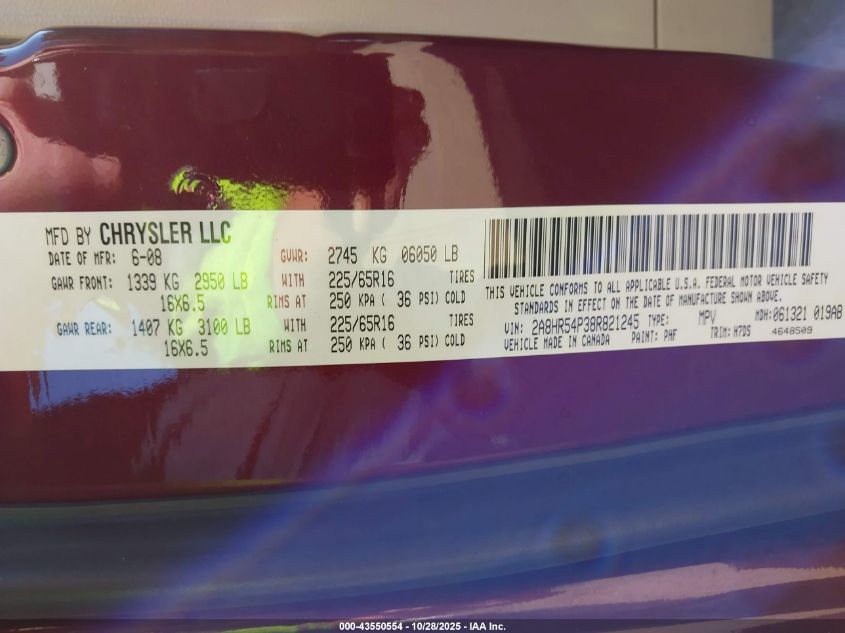 MFD BY CHRYSLER LLC
DATE OF MFR: 6-08 GVWR: 2745 KG 06050 LB
GAWR FRONT: 1339 KG 2950 LB WITH 225/65R16 TIRES
16X6.5 RIMS AT 250 KPA ( 36 PSI) COLD
GAWR REAR: 1407 KG 3100 LB WITH 225/65R16 TIRES
16X6.5 RIMS AT 250 KPA ( 36 PSI) COLD
THIS VEHICLE CONFORMS TO ALL APPLICABLE U.S.A. FEDERAL MOTOR VEHICLE SAFETY
STANDARDS IN EFFECT ON THE DATE OF MANUFACTURE SHOWN ABOVE.
VIN: 2A8HR54P38R821245 TYPE: MPV MDH: 061321 019AB
VEHICLE MADE IN CANADA PAINT: PHF TRIM: H7DS 4648509
000-43550554 - 10/28/2025 - IAA Inc.